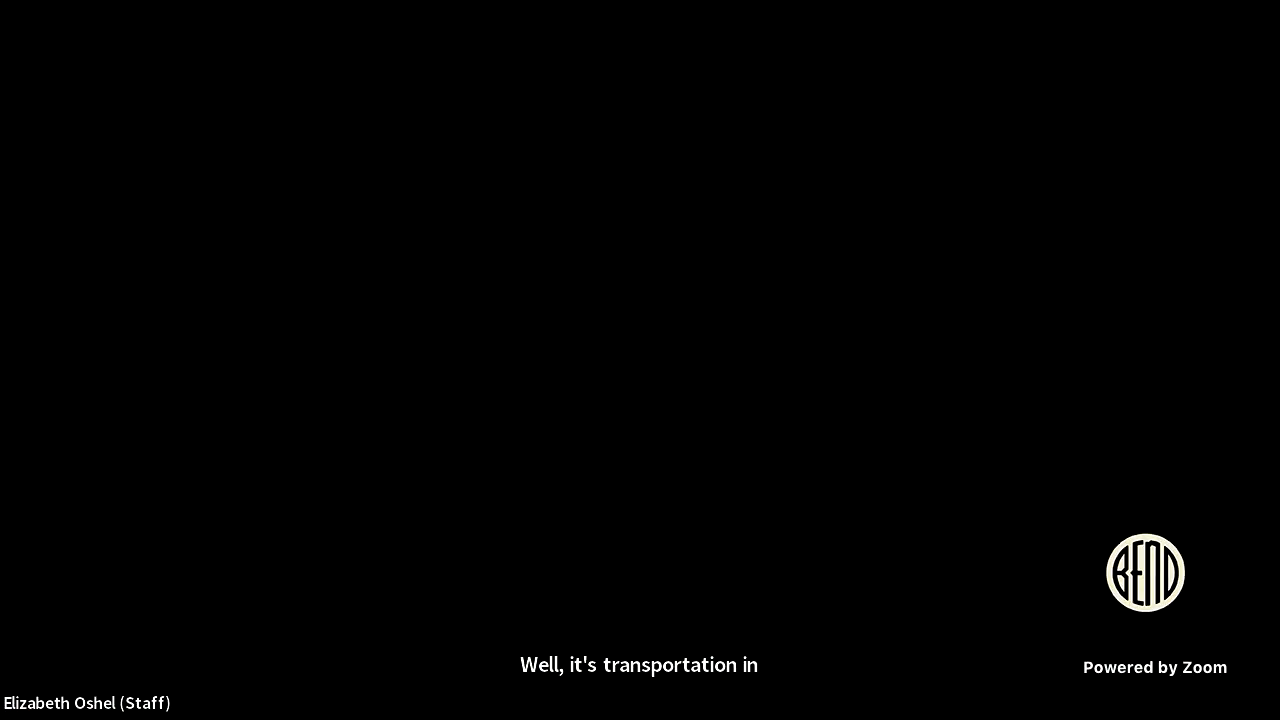 BEND
Well, it's transportation in
Powered by Zoom
Elizabeth Oshel (Staff)